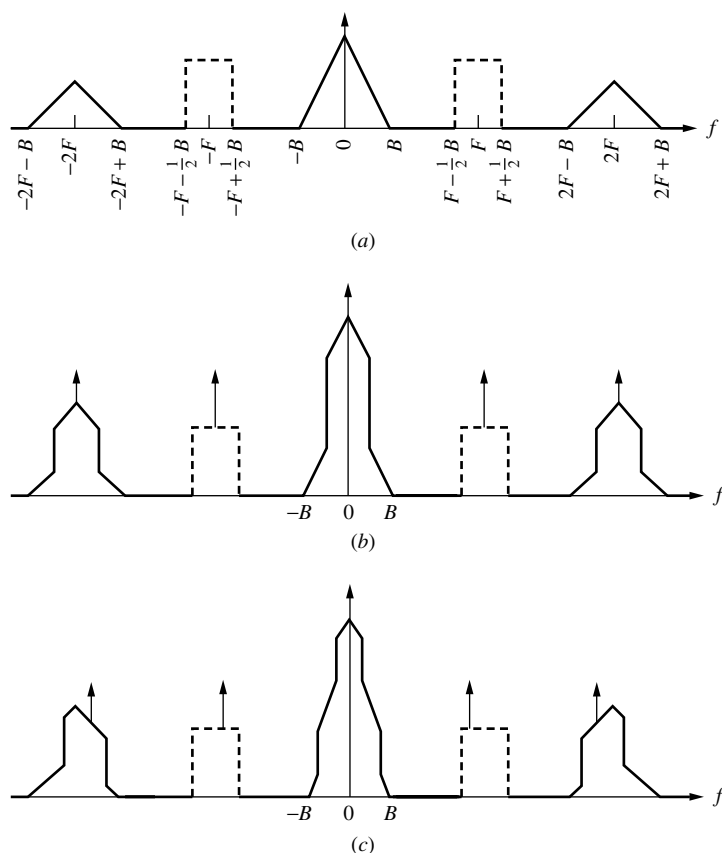 f
−2F − B
−2F
−2F + B
−F − 1/2 B
−F
−F + 1/2 B
−B
0
B
F − 1/2 B
F
F + 1/2 B
2F − B
2F
2F + B
(a)
f
−B 0 B
(b)
f
−B 0 B
(c)